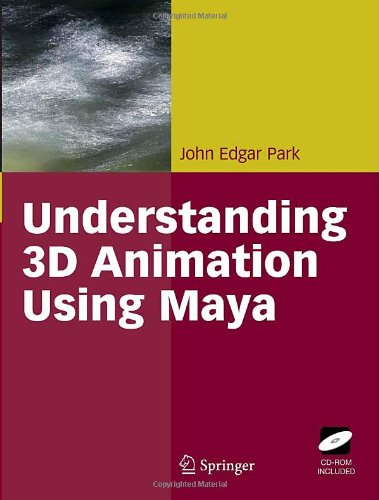 Copyrighted Material
John Edgar Park
Understanding
3D Animation
Using Maya
CD-ROM
INCLUDED
Springer
Copyrighted Material